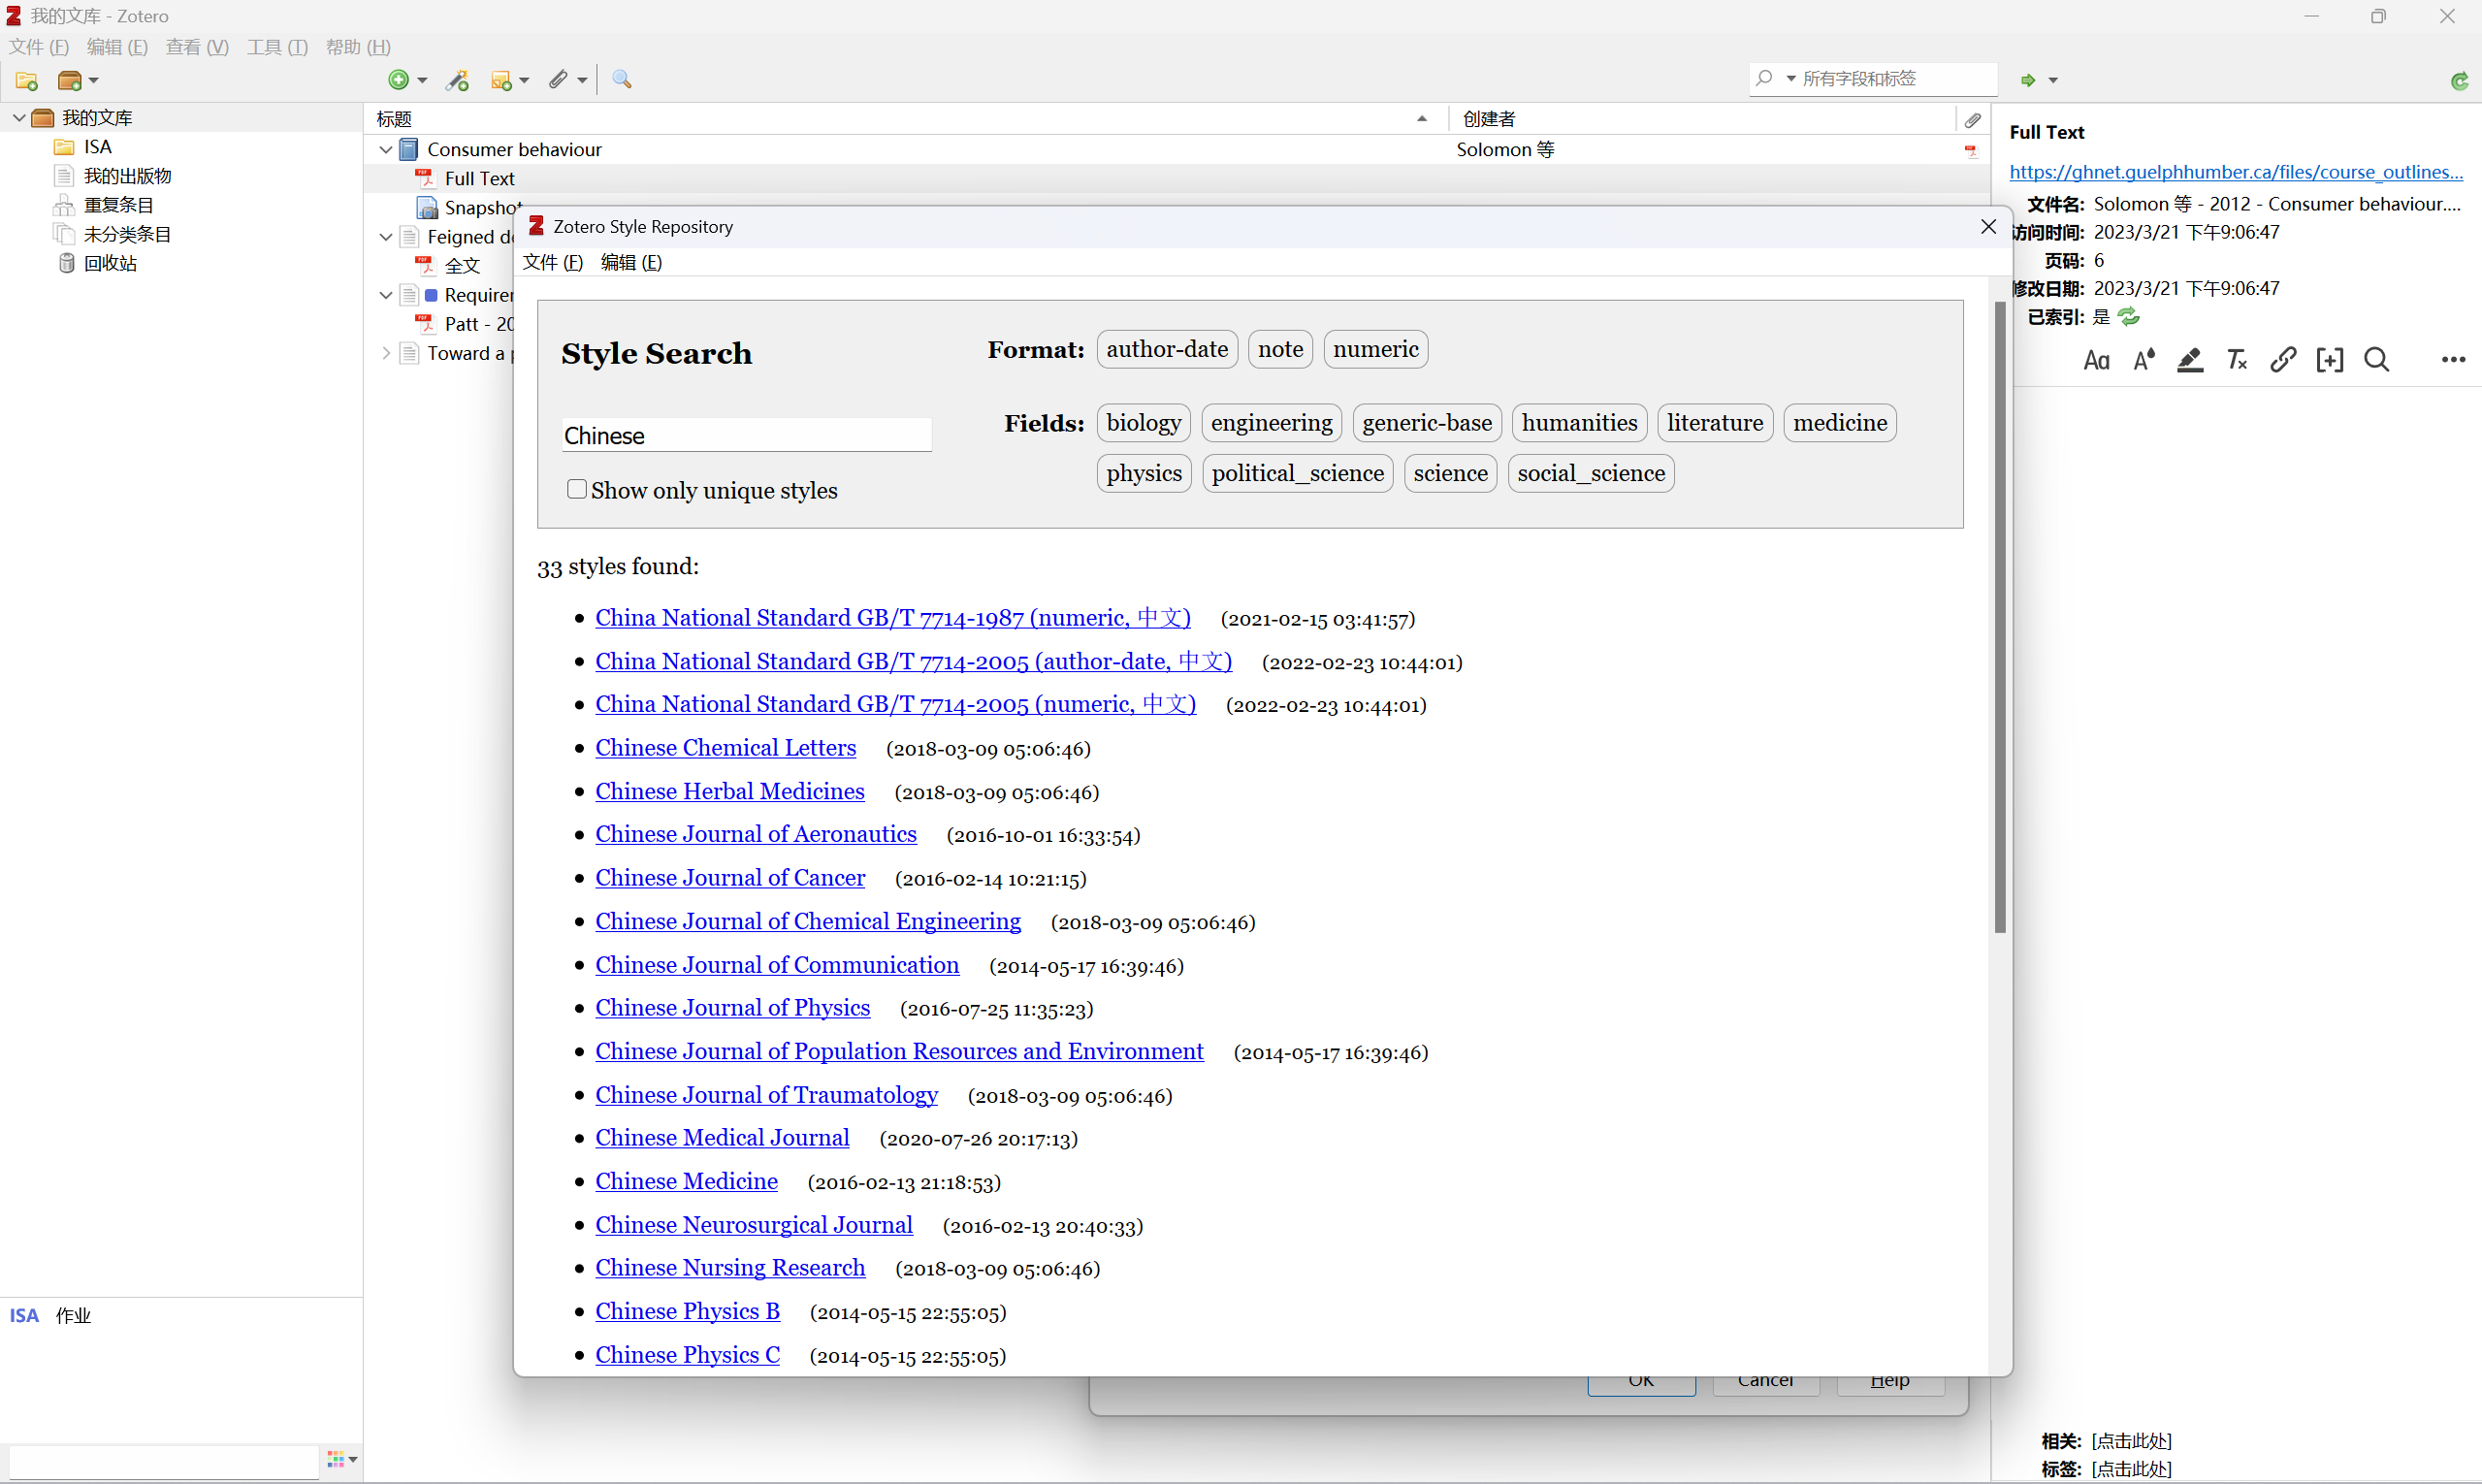 我的文库 - Zotero
文件 (F) 编辑 (E) 查看 (V) 工具 (T) 帮助 (H)
所有字段和标签
我的文库
ISA
我的出版物
重复条目
未分类条目
回收站
标题 创建者
Consumer behaviour Solomon 等
Full Text
Snapshot
Feigned d
全文
Requirer
Patt - 20
Toward a p
Zotero Style Repository
文件 (F) 编辑 (E)
Style Search
Format: author-date note numeric
Chinese
Fields: biology engineering generic-base humanities literature medicine
physics political_science science social_science
Show only unique styles
33 styles found:
China National Standard GB/T 7714-1987 (numeric, 中文) (2021-02-15 03:41:57)
China National Standard GB/T 7714-2005 (author-date, 中文) (2022-02-23 10:44:01)
China National Standard GB/T 7714-2005 (numeric, 中文) (2022-02-23 10:44:01)
Chinese Chemical Letters (2018-03-09 05:06:46)
Chinese Herbal Medicines (2018-03-09 05:06:46)
Chinese Journal of Aeronautics (2016-10-01 16:33:54)
Chinese Journal of Cancer (2016-02-14 10:21:15)
Chinese Journal of Chemical Engineering (2018-03-09 05:06:46)
Chinese Journal of Communication (2014-05-17 16:39:46)
Chinese Journal of Physics (2016-07-25 11:35:23)
Chinese Journal of Population Resources and Environment (2014-05-17 16:39:46)
Chinese Journal of Traumatology (2018-03-09 05:06:46)
Chinese Medical Journal (2020-07-26 20:17:13)
Chinese Medicine (2016-02-13 21:18:53)
Chinese Neurosurgical Journal (2016-02-13 20:40:33)
Chinese Nursing Research (2018-03-09 05:06:46)
Chinese Physics B (2014-05-15 22:55:05)
Chinese Physics C (2014-05-15 22:55:05)
OK Cancel Help
Full Text
https://ghnet.guelphhumber.ca/files/course_outlines...
文件名: Solomon 等 - 2012 - Consumer behaviour....
访问时间: 2023/3/21 下午9:06:47
页码: 6
修改日期: 2023/3/21 下午9:06:47
已索引: 是
相关: [点击此处]
标签: [点击此处]
ISA 作业